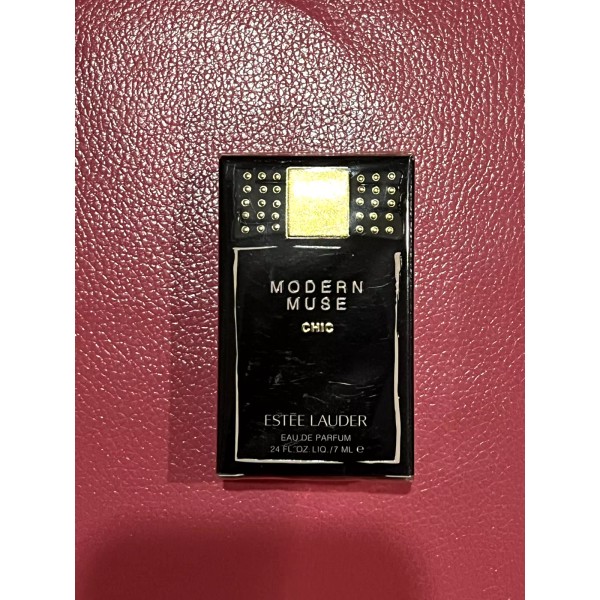 MODERN
MUSE
CHIC
ESTĒE LAUDER
EAU DE PARFUM
24 FL.OZ.LIQ./7 ML ℮